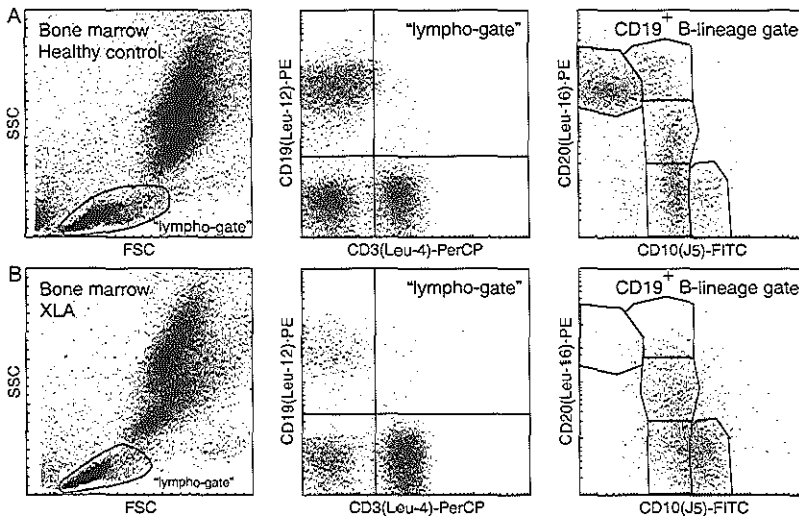 A
Bone marrow
Healthy control
SSC
"lympho-gate"
FSC
"lympho-gate"
CD19(Leu-12)-PE
CD3(Leu-4)-PerCP
CD19+ B-lineage gate
CD20(Leu-16)-PE
CD10(J5)-FITC
B
Bone marrow
XLA
SSC
"lympho-gate"
FSC
"lympho-gate"
CD19(Leu-12)-PE
CD3(Leu-4)-PerCP
CD19+ B-lineage gate
CD20(Leu-16)-PE
CD10(J5)-FITC